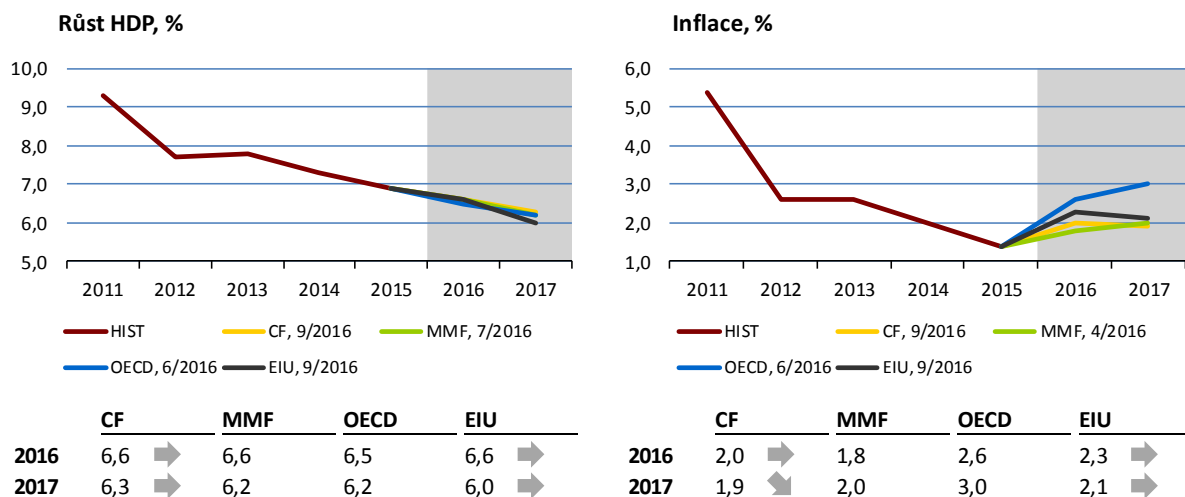 Růst HDP, %
10,0
9,0
8,0
7,0
6,0
5,0
2011 2012 2013 2014 2015 2016 2017
HIST CF, 9/2016 MMF, 7/2016
OECD, 6/2016 EIU, 9/2016
CF MMF OECD EIU
2016 6,6 6,6 6,5 6,6
2017 6,3 6,2 6,2 6,0
Inflace, %
6,0
5,0
4,0
3,0
2,0
1,0
2011 2012 2013 2014 2015 2016 2017
HIST CF, 9/2016 MMF, 4/2016
OECD, 6/2016 EIU, 9/2016
CF MMF OECD EIU
2016 2,0 1,8 2,6 2,3
2017 1,9 2,0 3,0 2,1